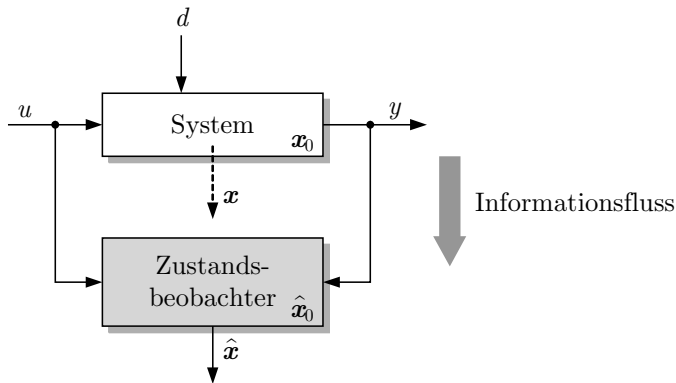 d
u
System
y
x₀
x
Informationsfluss
Zustands-
beobachter
x̂₀
x̂